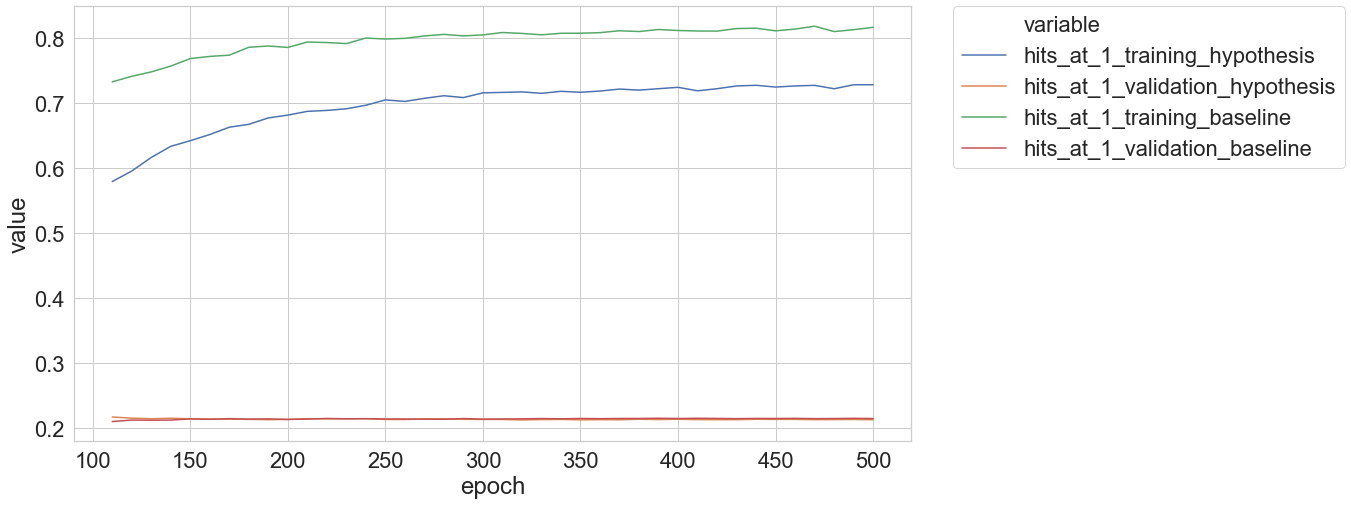 0.8
0.7
0.6
0.5
0.4
0.3
0.2
value
100 150 200 250 300 350 400 450 500
epoch
variable
hits_at_1_training_hypothesis
hits_at_1_validation_hypothesis
hits_at_1_training_baseline
hits_at_1_validation_baseline